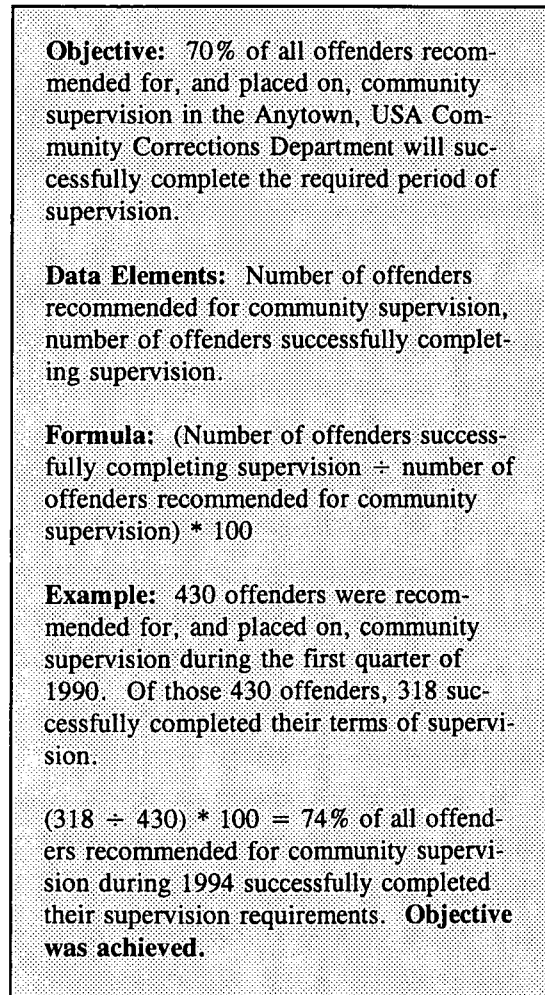 Objective: 70% of all offenders recom-
mended for, and placed on, community
supervision in the Anytown, USA Com-
munity Corrections Department will suc-
cessfully complete the required period of
supervision.
Data Elements: Number of offenders
recommended for community supervision,
number of offenders successfully complet-
ing supervision.
Formula: (Number of offenders success-
fully completing supervision ÷ number of
offenders recommended for community
supervision) * 100
Example: 430 offenders were recom-
mended for, and placed on, community
supervision during the first quarter of
1990. Of those 430 offenders, 318 suc-
cessfully completed their terms of supervi-
sion.
(318 ÷ 430) * 100 = 74% of all offend-
ers recommended for community supervi-
sion during 1994 successfully completed
their supervision requirements. Objective
was achieved.